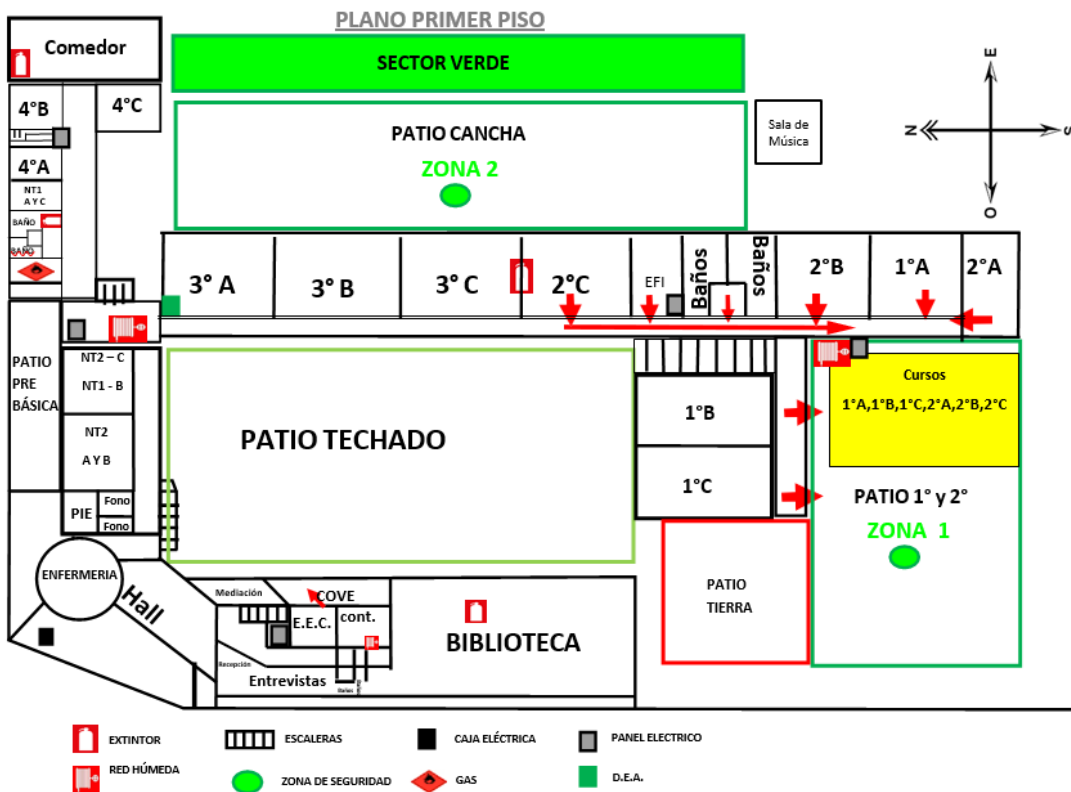 PLANO PRIMER PISO
Comedor
SECTOR VERDE
E
N
S
O
4°B
4°C
PATIO CANCHA
ZONA 2
Sala de
Música
4°A
NT1
A Y C
BAÑO
BAÑO
3° A
3° B
3° C
2°C
EFI
Baños
Baños
2°B
1°A
2°A
PATIO
PRE
BÁSICA
NT2 – C
NT1 - B
NT2
A Y B
PIE
Fono
Fono
PATIO TECHADO
1°B
1°C
Cursos
1°A,1°B,1°C,2°A,2°B,2°C
PATIO 1° y 2°
ZONA 1
PATIO
TIERRA
ENFERMERIA
Hall
Mediación
COVE
E.E.C.
cont.
Recepción
Entrevistas
BIBLIOTECA
EXTINTOR
ESCALERAS
CAJA ELÉCTRICA
PANEL ELECTRICO
RED HÚMEDA
ZONA DE SEGURIDAD
GAS
D.E.A.